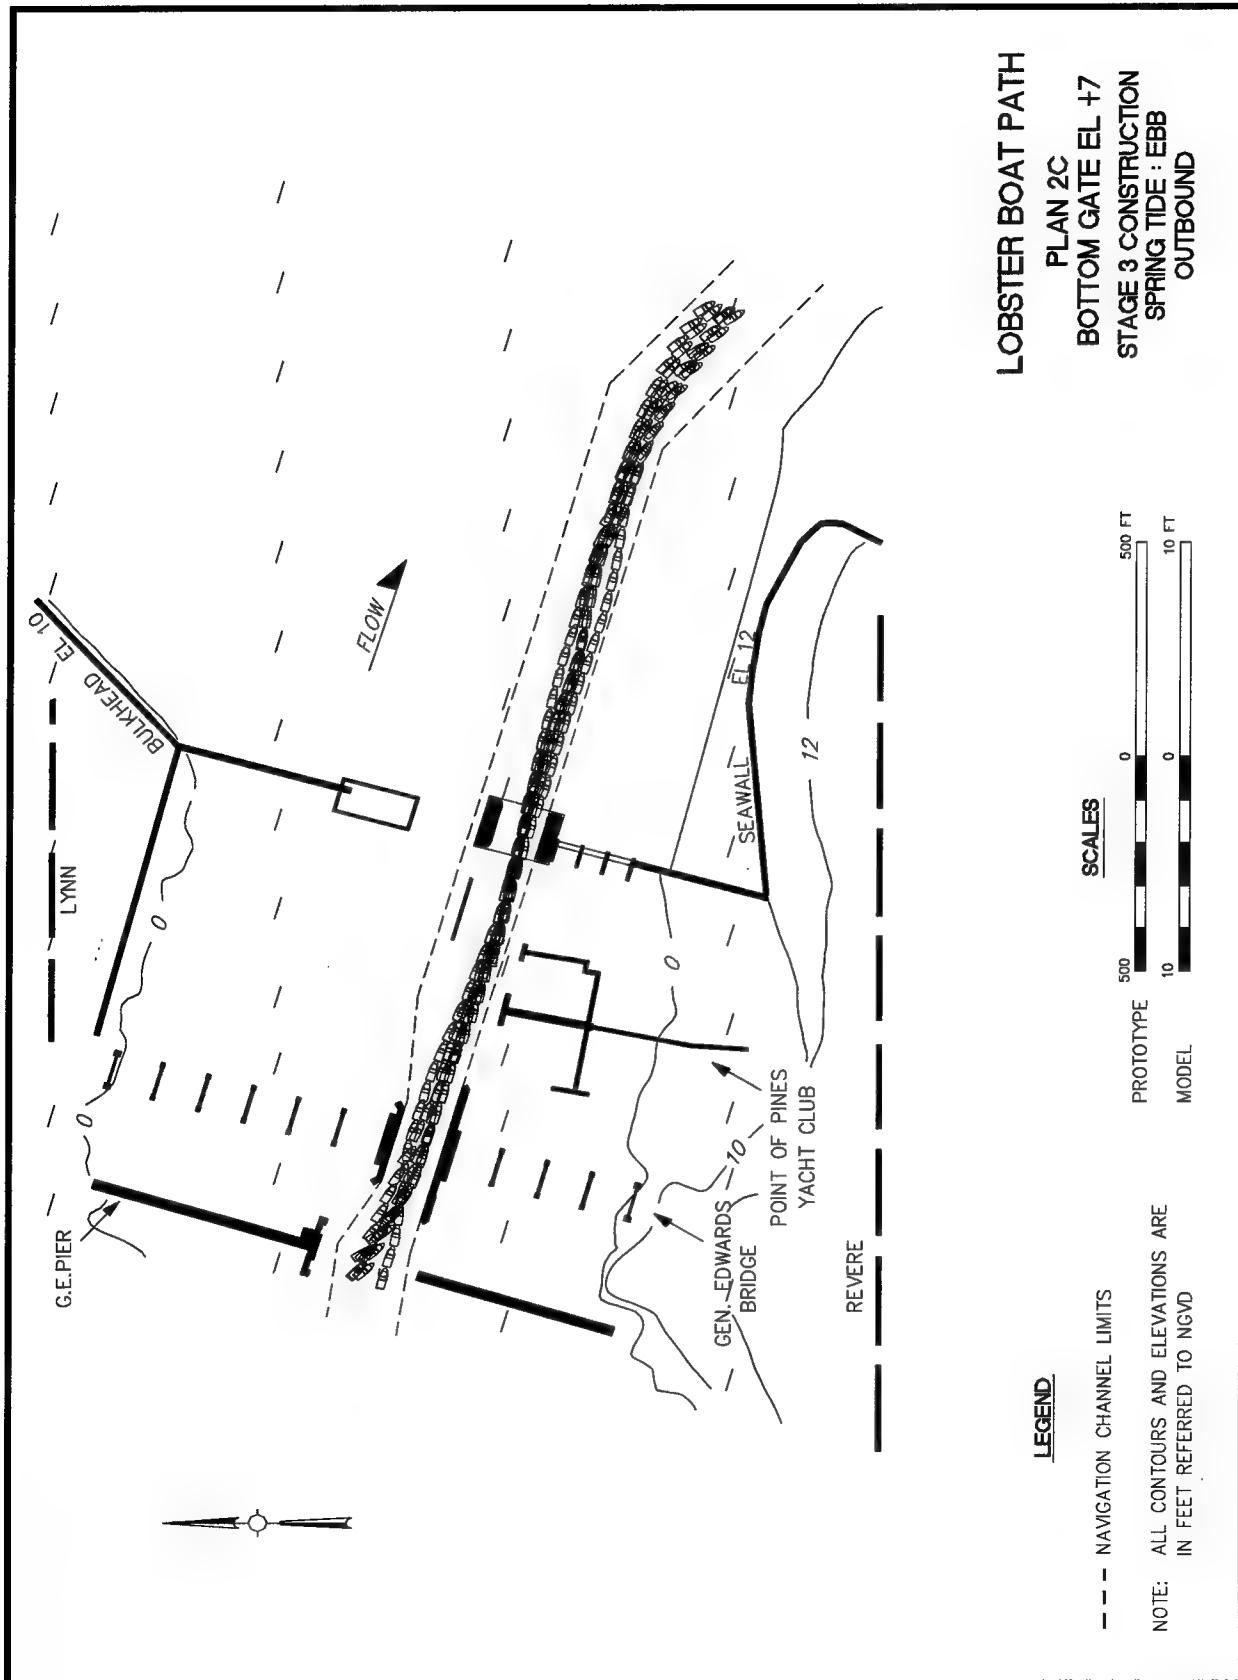 LOBSTER BOAT PATH
PLAN 2C
BOTTOM GATE EL +7
STAGE 3 CONSTRUCTION
SPRING TIDE : EBB
OUTBOUND
BULKHEAD EL 10
LYNN
FLOW
0
0
G.E.PIER
SEAWALL EL 12
12
0
10
POINT OF PINES
YACHT CLUB
GEN. EDWARDS
BRIDGE
REVERE
LEGEND
--- NAVIGATION CHANNEL LIMITS
NOTE: ALL CONTOURS AND ELEVATIONS ARE
IN FEET REFERRED TO NGVD
SCALES
PROTOTYPE 500 0 500 FT
MODEL 10 0 10 FT